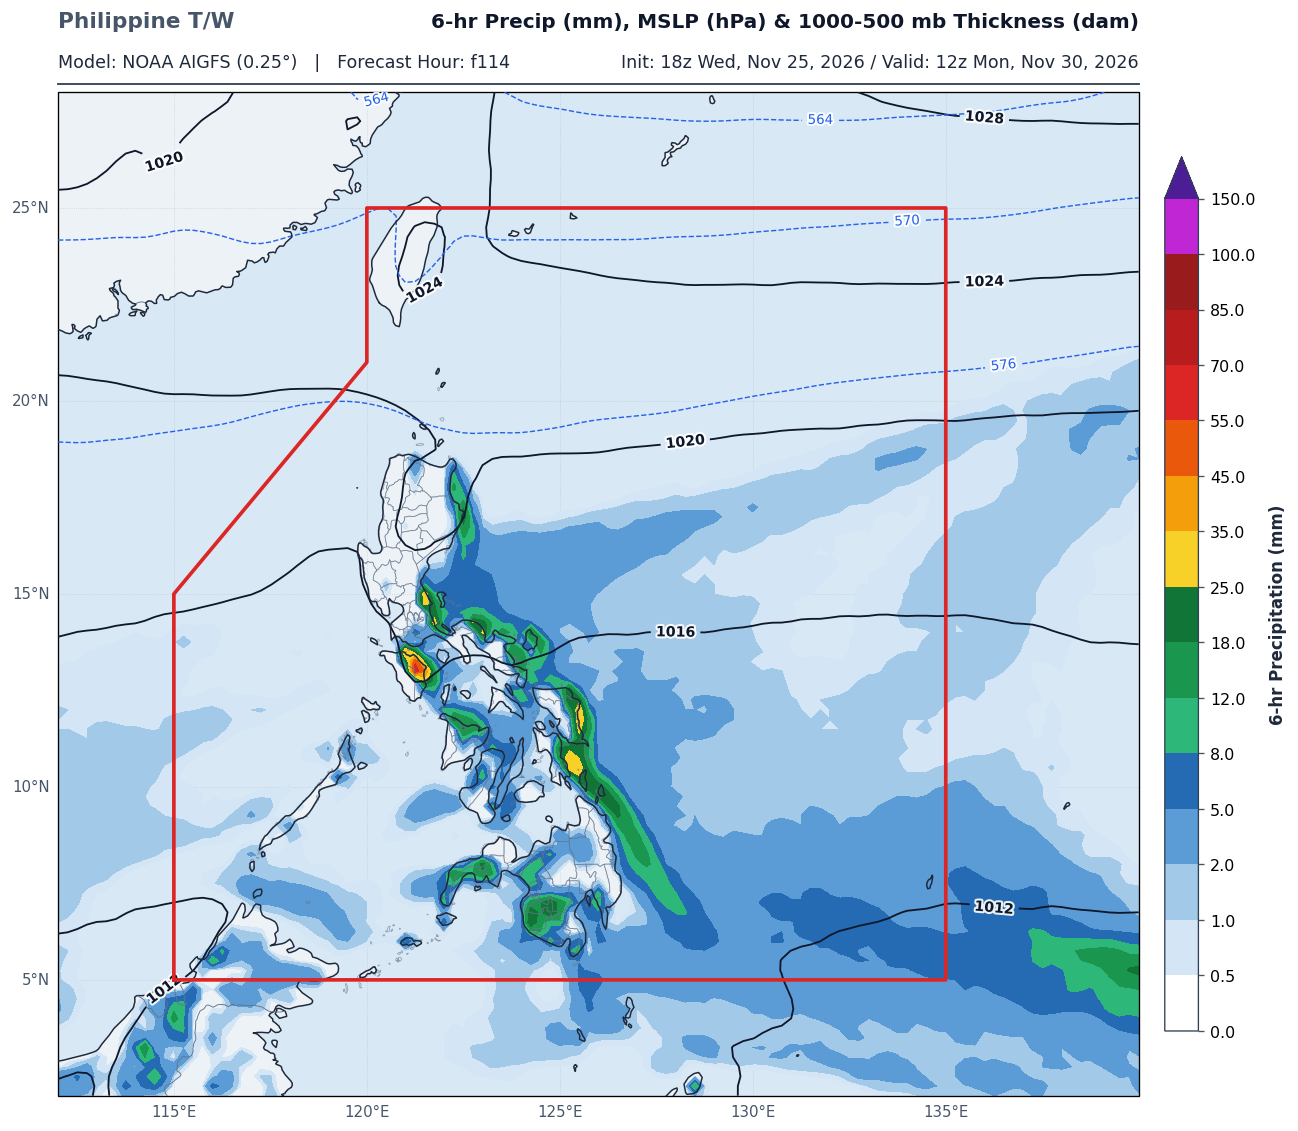 Philippine T/W
6-hr Precip (mm), MSLP (hPa) & 1000-500 mb Thickness (dam)
Model: NOAA AIGFS (0.25°) | Forecast Hour: f114
Init: 18z Wed, Nov 25, 2026 / Valid: 12z Mon, Nov 30, 2026
564
564
1028
1020
570
1024
1024
576
1020
1016
1012
1012
25°N
20°N
15°N
10°N
5°N
115°E
120°E
125°E
130°E
135°E
150.0
100.0
85.0
70.0
55.0
45.0
35.0
25.0
18.0
12.0
8.0
5.0
2.0
1.0
0.5
0.0
6-hr Precipitation (mm)